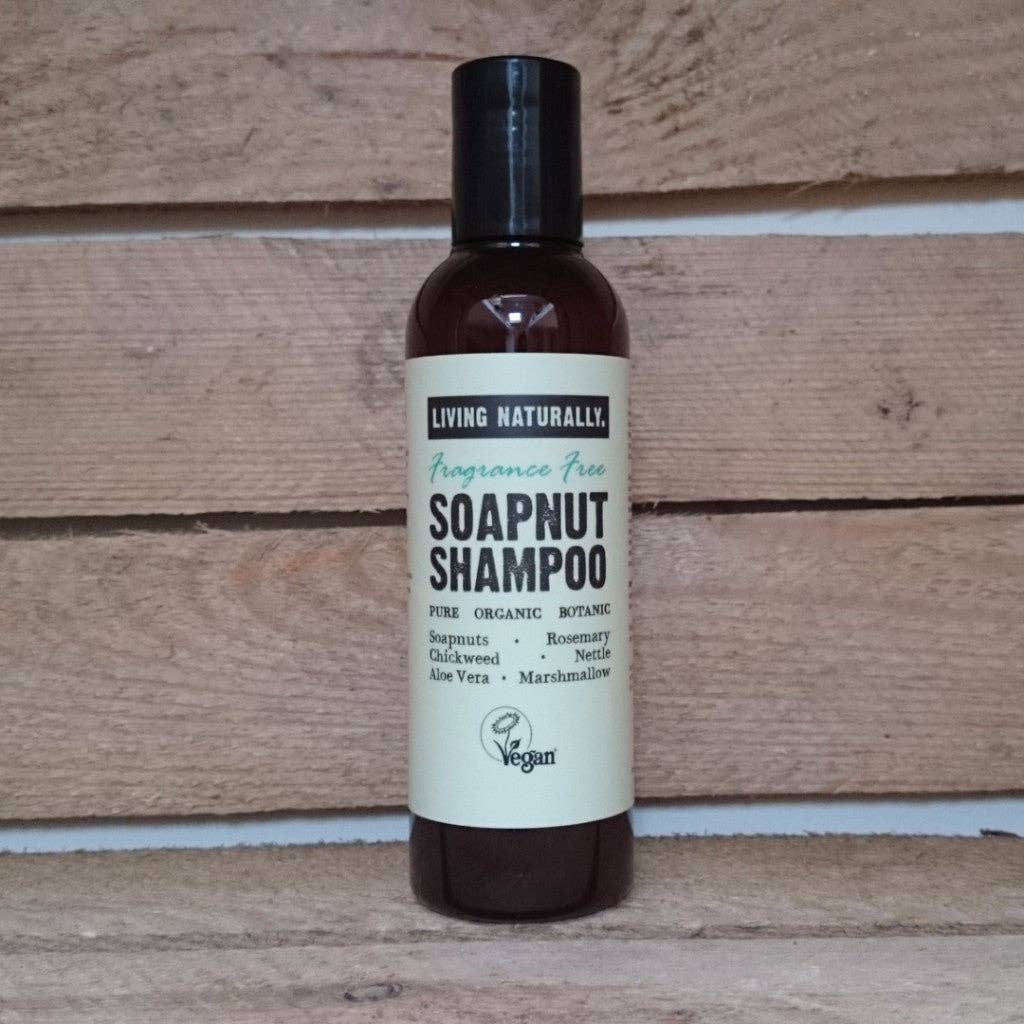 LIVING NATURALLY.
Fragrance Free
SOAPNUT
SHAMPOO
PURE ORGANIC BOTANIC
Soapnuts · Rosemary
Chickweed · Nettle
Aloe Vera · Marshmallow
Vegan